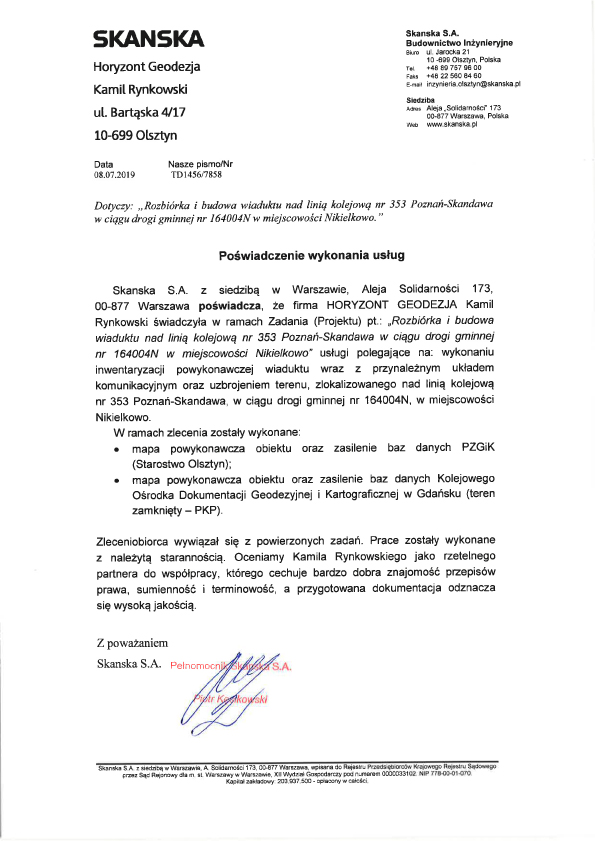 SKANSKA
Horyzont Geodezja
Kamil Rynkowski
ul. Bartąska 4/17
10-699 Olsztyn
Skanska S.A.
Budownictwo Inżynieryjne
Biuro ul. Jarocka 21
10 -699 Olsztyn, Polska
Tel. +48 89 757 96 00
Faks +48 22 560 84 60
E-mail inzynieria.olsztyn@skanska.pl
Siedziba
Adres Aleja „Solidarności” 173
00-877 Warszawa, Polska
Web www.skanska.pl
Data Nasze pismo/Nr
08.07.2019 TD1456/7858
Dotyczy: „Rozbiórka i budowa wiaduktu nad linią kolejową nr 353 Poznań-Skandawa
w ciągu drogi gminnej nr 164004N w miejscowości Nikielkowo.”
Poświadczenie wykonania usług
Skanska S.A. z siedzibą w Warszawie, Aleja Solidarności 173,
00-877 Warszawa poświadcza, że firma HORYZONT GEODEZJA Kamil
Rynkowski świadczyła w ramach Zadania (Projektu) pt.: „Rozbiórka i budowa
wiaduktu nad linią kolejową nr 353 Poznań-Skandawa w ciągu drogi gminnej
nr 164004N w miejscowości Nikielkowo” usługi polegające na: wykonaniu
inwentaryzacji powykonawczej wiaduktu wraz z przynależnym układem
komunikacyjnym oraz uzbrojeniem terenu, zlokalizowanego nad linią kolejową
nr 353 Poznań-Skandawa, w ciągu drogi gminnej nr 164004N, w miejscowości
Nikielkowo.
W ramach zlecenia zostały wykonane:
• mapa powykonawcza obiektu oraz zasilenie baz danych PZGiK
(Starostwo Olsztyn);
• mapa powykonawcza obiektu oraz zasilenie baz danych Kolejowego
Ośrodka Dokumentacji Geodezyjnej i Kartograficznej w Gdańsku (teren
zamknięty – PKP).
Zleceniobiorca wywiązał się z powierzonych zadań. Prace zostały wykonane
z należytą starannością. Oceniamy Kamila Rynkowskiego jako rzetelnego
partnera do współpracy, którego cechuje bardzo dobra znajomość przepisów
prawa, sumienność i terminowość, a przygotowana dokumentacja odznacza
się wysoką jakością.
Z poważaniem
Skanska S.A. Pełnomocnik Skanska S.A.
Piotr
Skanska S.A. z siedzibą w Warszawie, A. Solidarności 173, 00-877 Warszawa, wpisana do Rejestru Przedsiębiorców Krajowego Rejestru Sądowego
przez Sąd Rejonowy dla m. st. Warszawy w Warszawie, XII Wydział Gospodarczy pod numerem 0000033102. NIP 778-00-01-070.
Kapitał zakładowy: 203.937.500 - opłacony w całości.